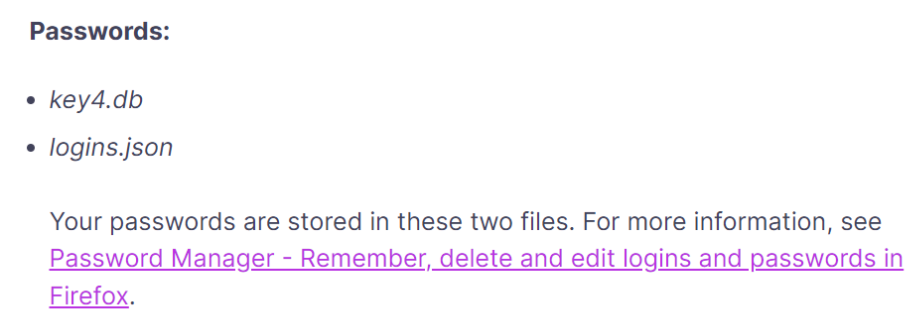 Passwords:
key4.db
logins.json
Your passwords are stored in these two files. For more information, see
Password Manager - Remember, delete and edit logins and passwords in
Firefox.